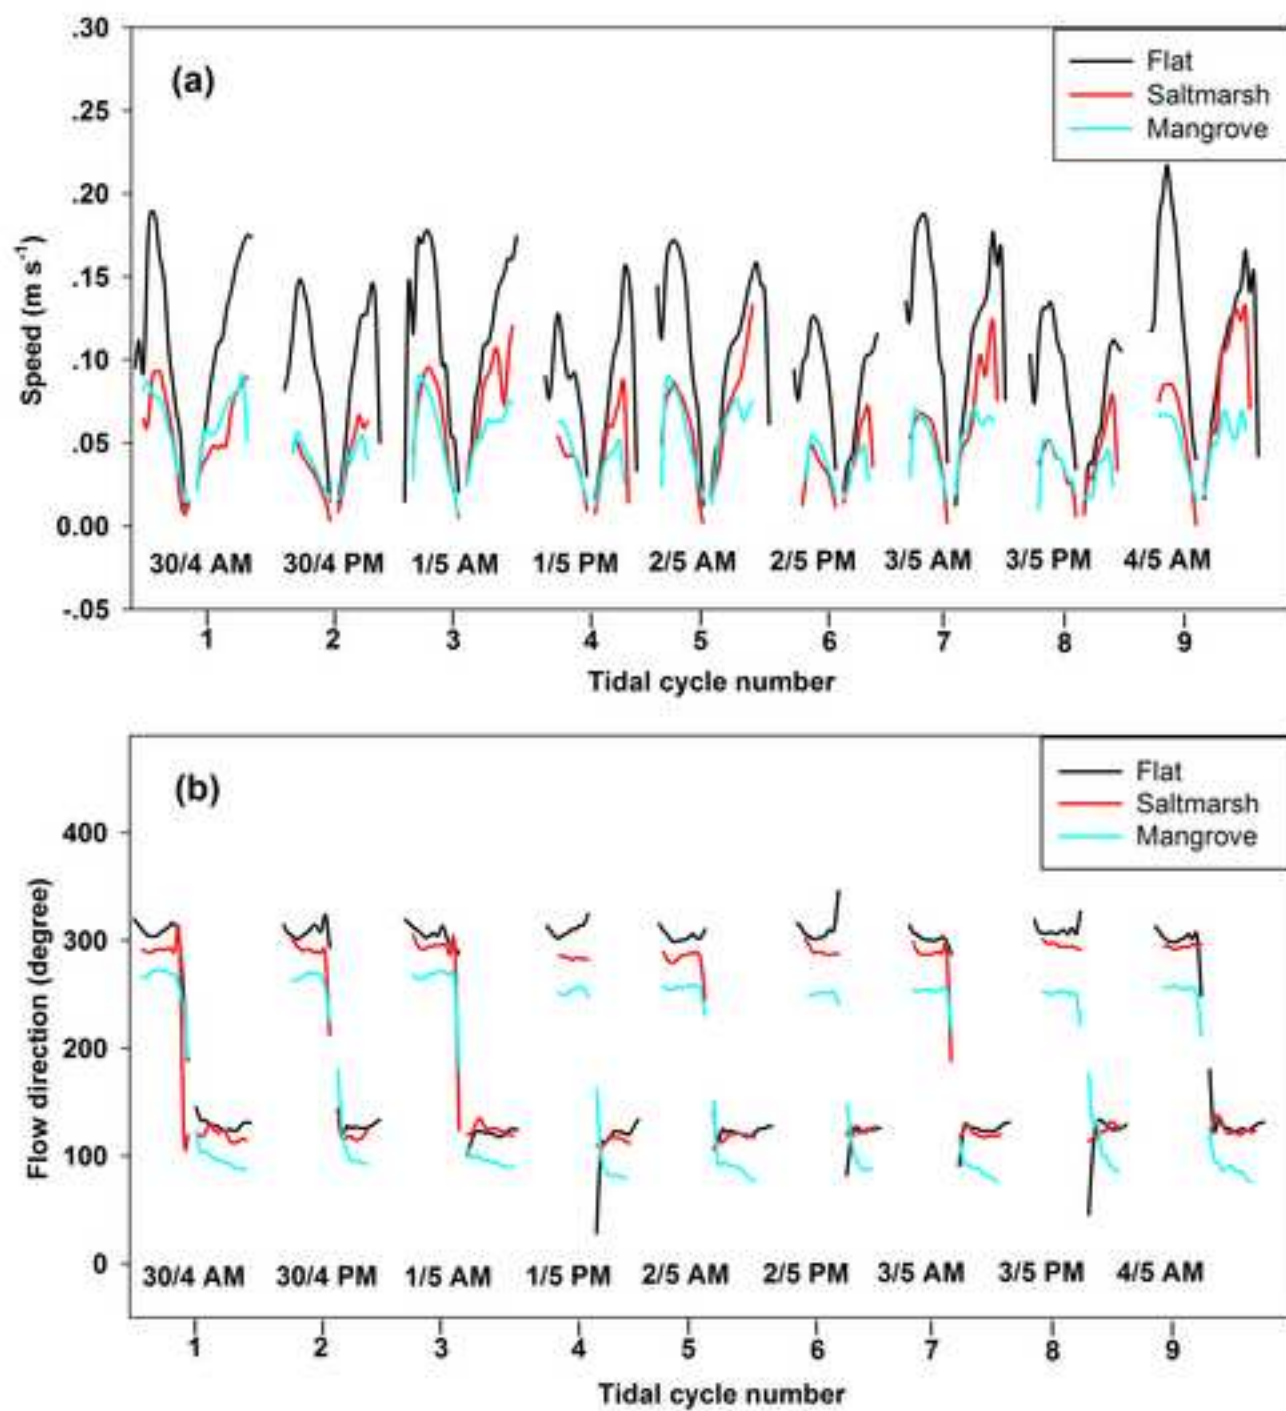 .30
(a)
Flat
Saltmarsh
Mangrove
.25
.20
.15
.10
.05
0.00
-.05
Speed (m s-1)
30/4 AM 30/4 PM 1/5 AM 1/5 PM 2/5 AM 2/5 PM 3/5 AM 3/5 PM 4/5 AM
1 2 3 4 5 6 7 8 9
Tidal cycle number
(b)
Flat
Saltmarsh
Mangrove
400
300
200
100
0
Flow direction (degree)
30/4 AM 30/4 PM 1/5 AM 1/5 PM 2/5 AM 2/5 PM 3/5 AM 3/5 PM 4/5 AM
1 2 3 4 5 6 7 8 9
Tidal cycle number